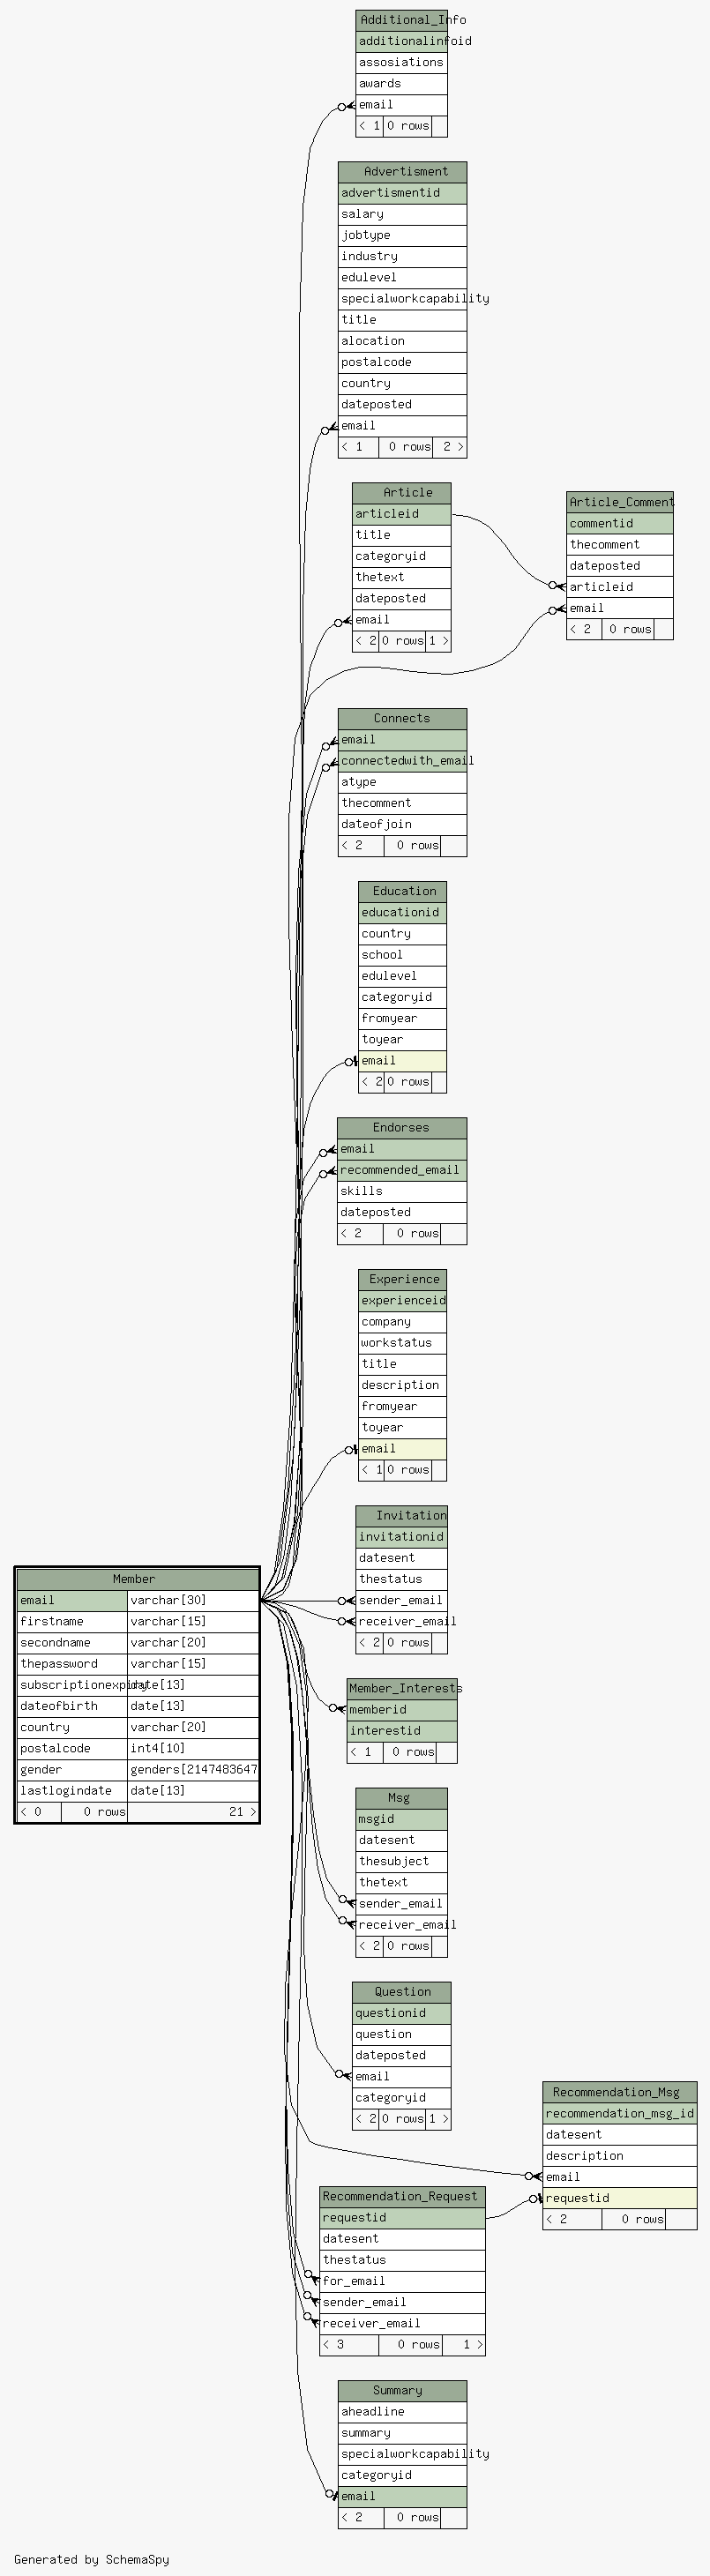 Additional_Info
additionalinfoid
assosiations
awards
email
< 1 0 rows
Advertisment
advertismentid
salary
jobtype
industry
edulevel
specialworkcapability
title
alocation
postalcode
country
dateposted
email
< 1 0 rows 2 >
Article
articleid
title
categoryid
thetext
dateposted
email
< 2 0 rows 1 >
Article_Comment
commentid
thecomment
dateposted
articleid
email
< 2 0 rows
Connects
email
connectedwith_email
atype
thecomment
dateofjoin
< 2 0 rows
Education
educationid
country
school
edulevel
categoryid
fromyear
toyear
email
< 2 0 rows
Endorses
email
recommended_email
skills
dateposted
< 2 0 rows
Experience
experienceid
company
workstatus
title
description
fromyear
toyear
email
< 1 0 rows
Invitation
invitationid
datesent
thestatus
sender_email
receiver_email
< 2 0 rows
Member
email varchar[30]
firstname varchar[15]
secondname varchar[20]
thepassword varchar[15]
subscriptionexpiry date[13]
dateofbirth date[13]
country varchar[20]
postalcode int4[10]
gender genders[2147483647
lastlogindate date[13]
< 0 0 rows 21 >
Member_Interests
memberid
interestid
< 1 0 rows
Msg
msgid
datesent
thesubject
thetext
sender_email
receiver_email
< 2 0 rows
Question
questionid
question
dateposted
email
categoryid
< 2 0 rows 1 >
Recommendation_Msg
recommendation_msg_id
datesent
description
email
requestid
< 2 0 rows
Recommendation_Request
requestid
datesent
thestatus
for_email
sender_email
receiver_email
< 3 0 rows 1 >
Summary
aheadline
summary
specialworkcapability
categoryid
email
< 2 0 rows
Generated by SchemaSpy